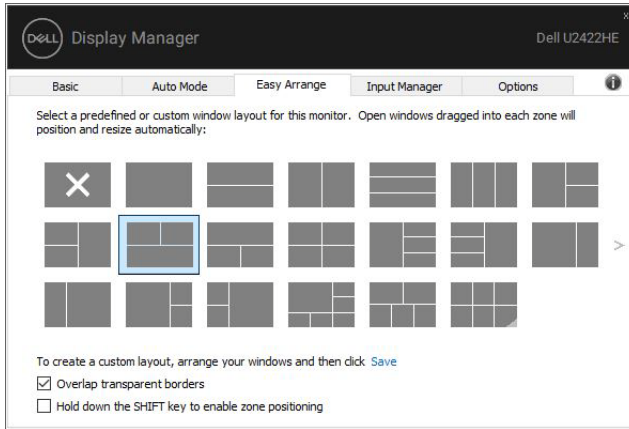 x
DELL Display Manager Dell U2422HE
Basic Auto Mode Easy Arrange Input Manager Options i
Select a predefined or custom window layout for this monitor. Open windows dragged into each zone will
position and resize automatically:
>
To create a custom layout, arrange your windows and then click Save
Overlap transparent borders
Hold down the SHIFT key to enable zone positioning